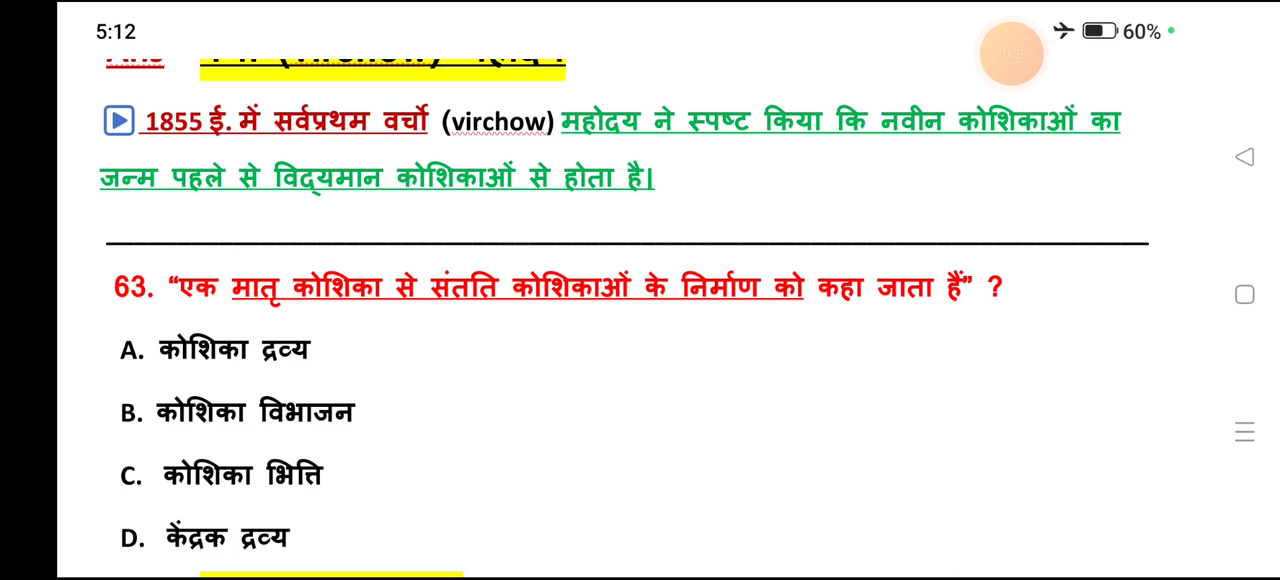 5:12
60%
1855 ई. में सर्वप्रथम वर्चो (virchow) महोदय ने स्पष्ट किया कि नवीन कोशिकाओं का
जन्म पहले से विद्यमान कोशिकाओं से होता है।
63. “एक मातृ कोशिका से संतति कोशिकाओं के निर्माण को कहा जाता हैं” ?
A. कोशिका द्रव्य
B. कोशिका विभाजन
C. कोशिका भित्ति
D. केंद्रक द्रव्य